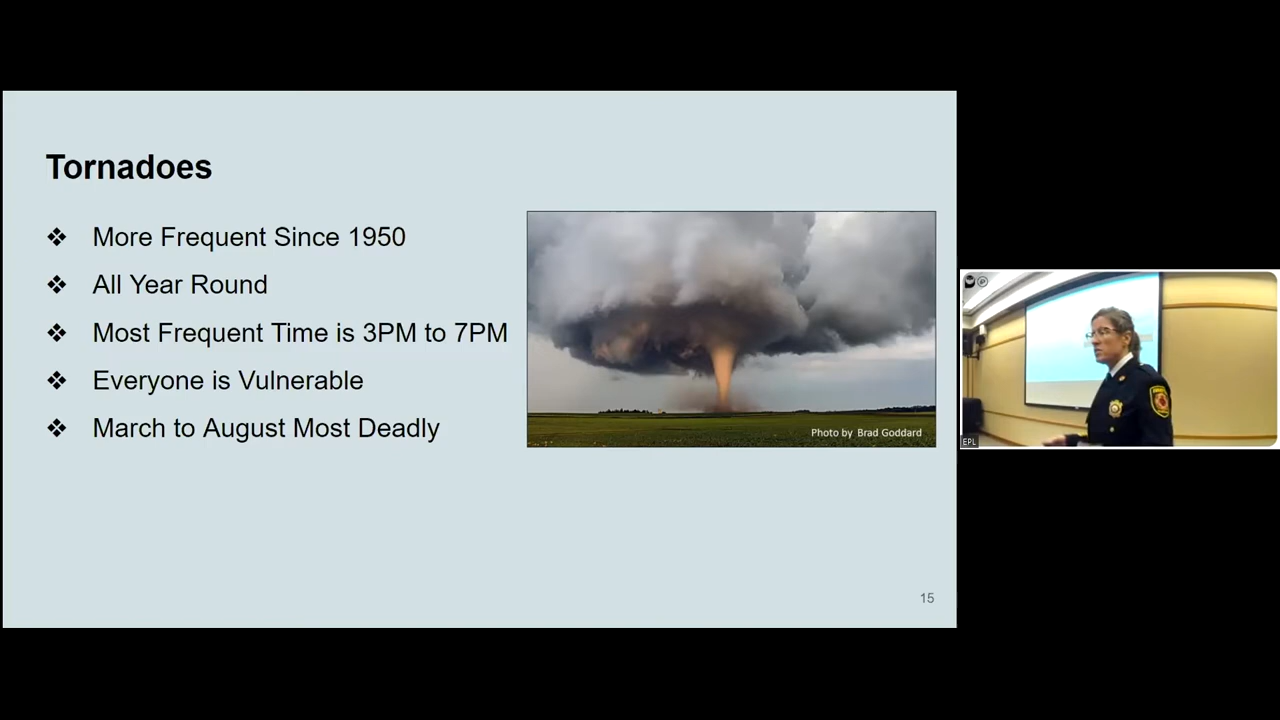 Tornadoes
❖ More Frequent Since 1950
❖ All Year Round
❖ Most Frequent Time is 3PM to 7PM
❖ Everyone is Vulnerable
❖ March to August Most Deadly
Photo by Brad Goddard
15
EPL